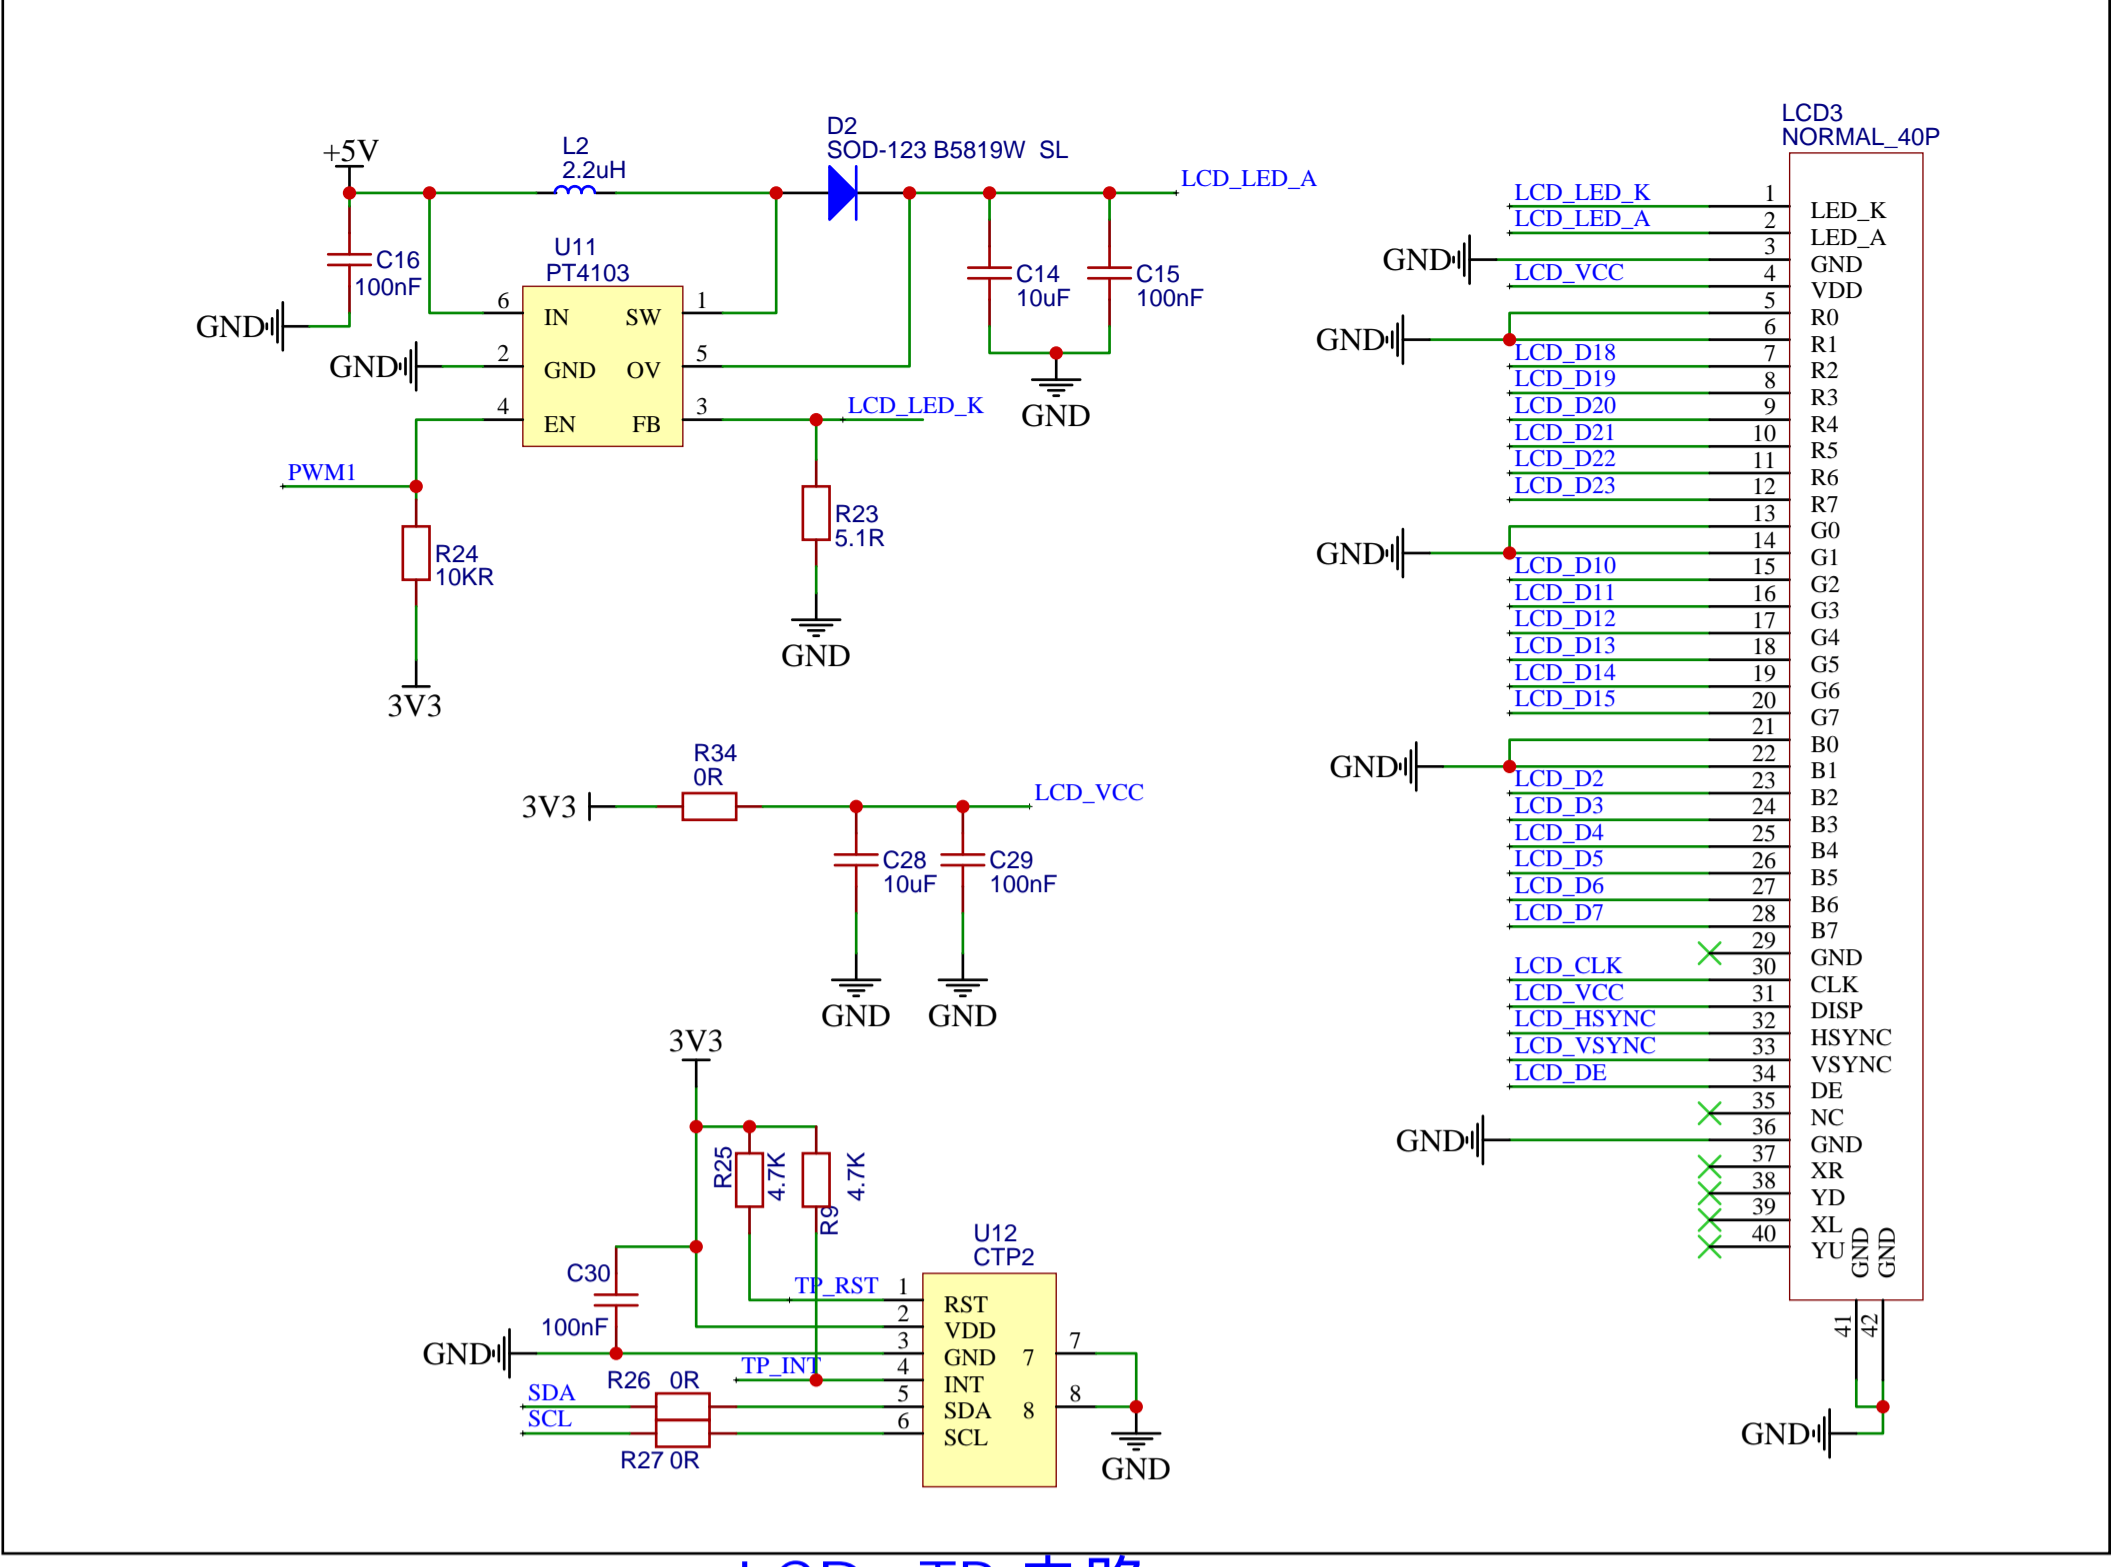 +5V
L2
2.2uH
D2
SOD-123 B5819W SL
LCD_LED_A
C16
100nF
GND
U11
PT4103
6 IN SW 1
GND 2 GND OV 5
4 EN FB 3
LCD_LED_K
C14
10uF
C15
100nF
GND
PWM1
R24
10KR
3V3
R23
5.1R
GND
3V3
R34
0R
LCD_VCC
C28
10uF
C29
100nF
GND
GND
3V3
R25
4.7K
R9
4.7K
C30
100nF
GND
U12
CTP2
TP_RST 1 RST
2 VDD
3 GND 7 7
TP_INT 4 INT
R26 0R
SDA 5 SDA 8 8
SCL 6 SCL
R27 0R
GND
LCD3
NORMAL_40P
LCD_LED_K 1 LED_K
LCD_LED_A 2 LED_A
GND 3 GND
LCD_VCC 4 VDD
5 R0
GND 6 R1
LCD_D18 7 R2
LCD_D19 8 R3
LCD_D20 9 R4
LCD_D21 10 R5
LCD_D22 11 R6
LCD_D23 12 R7
13 G0
GND 14 G1
LCD_D10 15 G2
LCD_D11 16 G3
LCD_D12 17 G4
LCD_D13 18 G5
LCD_D14 19 G6
LCD_D15 20 G7
21 B0
GND 22 B1
LCD_D2 23 B2
LCD_D3 24 B3
LCD_D4 25 B4
LCD_D5 26 B5
LCD_D6 27 B6
LCD_D7 28 B7
29 GND
LCD_CLK 30 CLK
LCD_VCC 31 DISP
LCD_HSYNC 32 HSYNC
LCD_VSYNC 33 VSYNC
LCD_DE 34 DE
35 NC
GND 36 GND
37 XR
38 YD
39 XL
40 YU
GND GND
41 42
GND